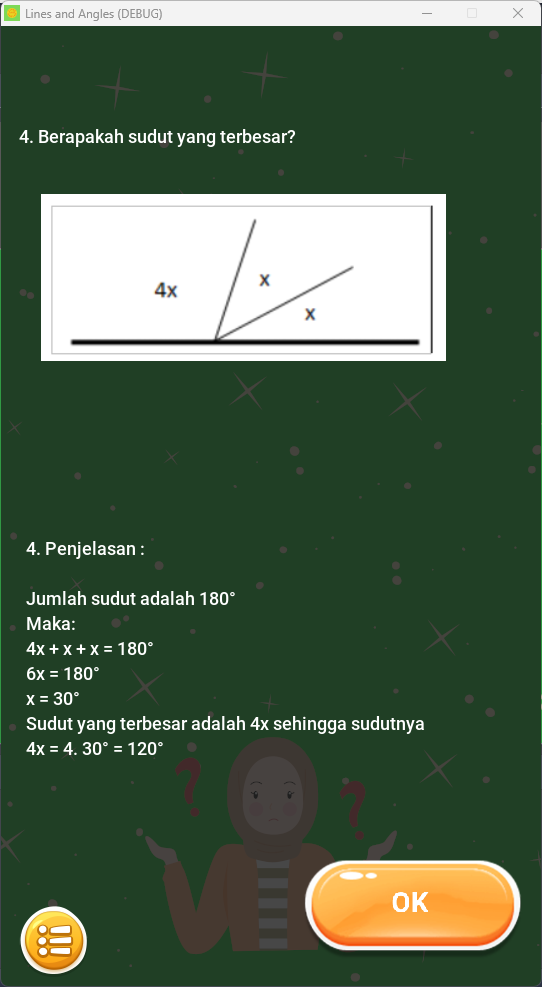 Lines and Angles (DEBUG)
4. Berapakah sudut yang terbesar?
4x
x
x
4. Penjelasan :
Jumlah sudut adalah 180°
Maka:
4x + x + x = 180°
6x = 180°
x = 30°
Sudut yang terbesar adalah 4x sehingga sudutnya
4x = 4. 30° = 120°
? ?
OK